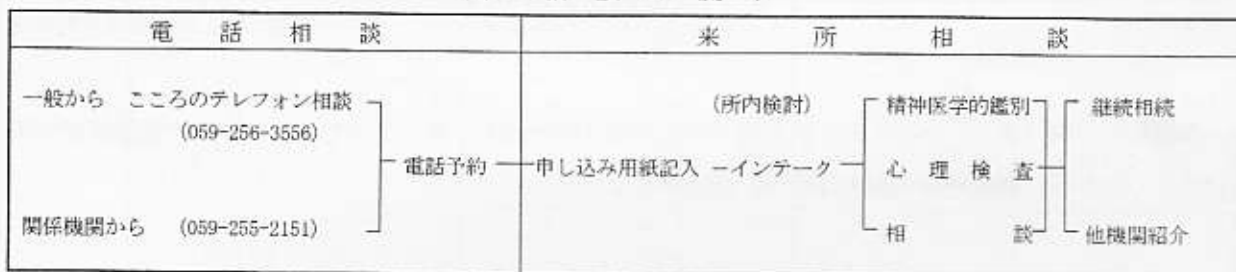 電話相談
来所相談
一般から こころのテレフォン相談
(059-256-3556)
関係機関から (059-255-2151)
電話予約
申し込み用紙記入 ーインテーク
(所内検討)
精神医学的鑑別
心理検査
相談
継続相続
他機関紹介